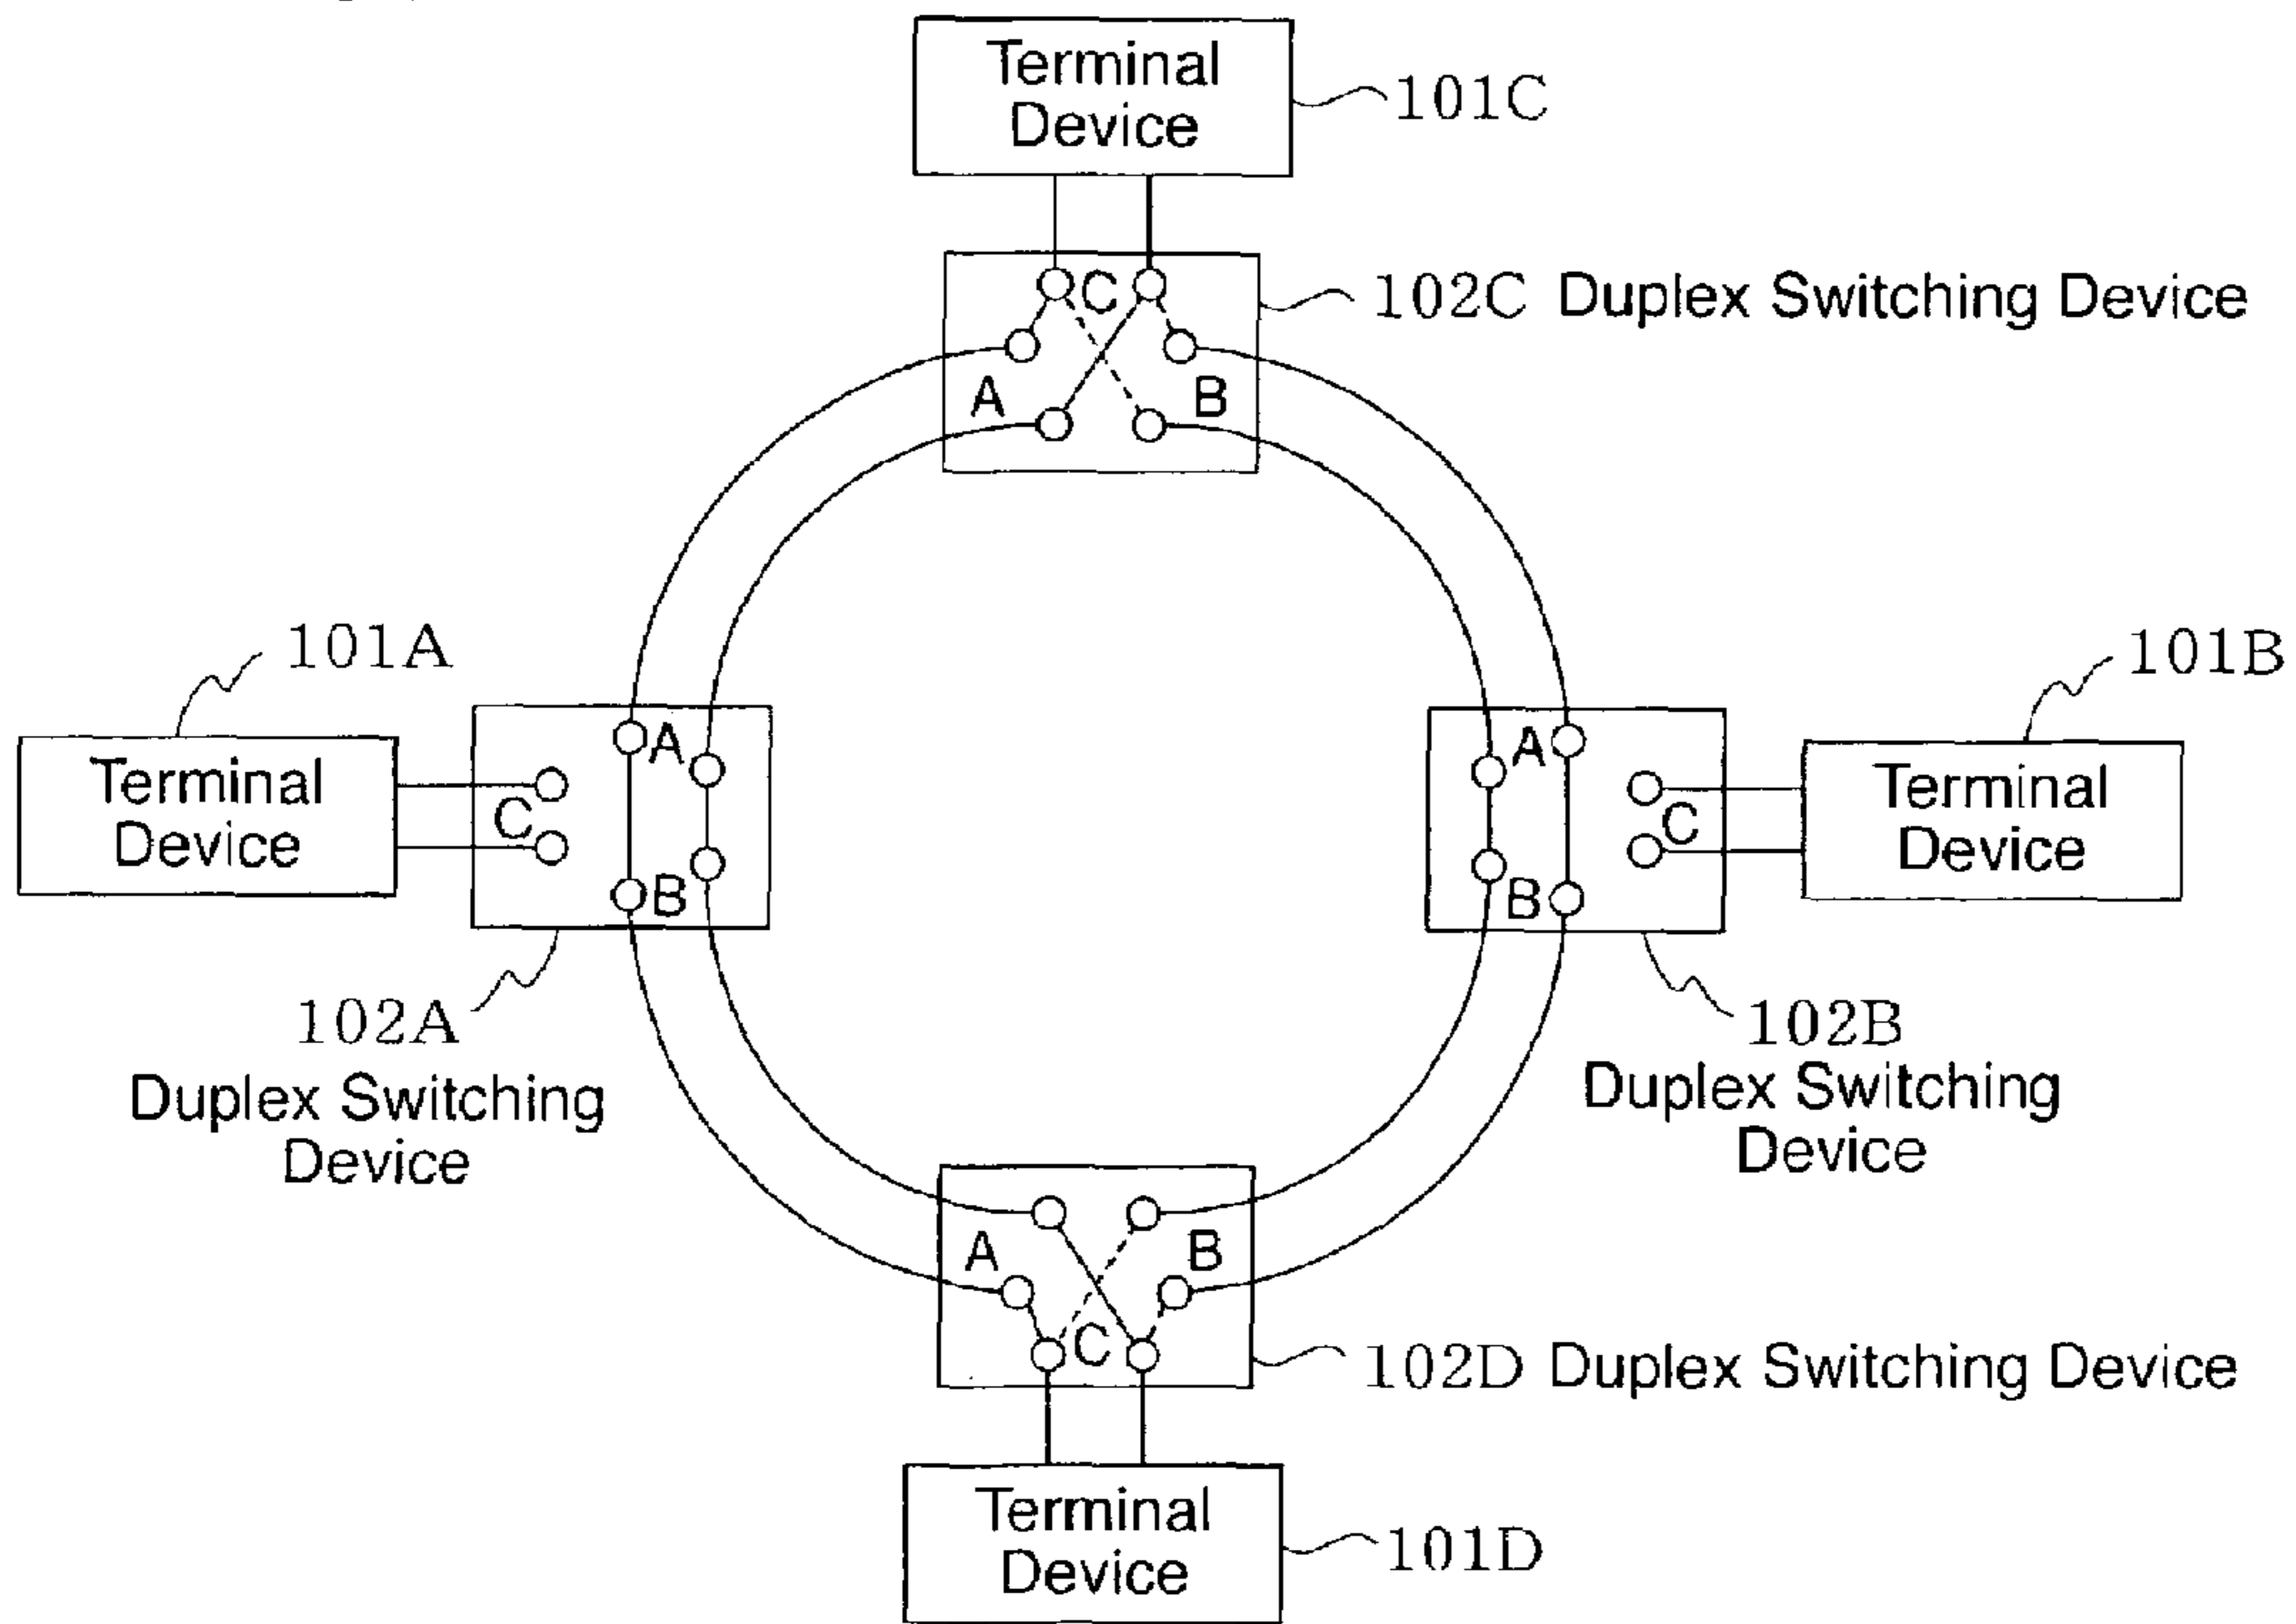 Terminal
Device
101C
C
A
B
102C Duplex Switching Device
101A
Terminal
Device
C
A
B
102A
Duplex Switching
Device
101B
A
B
C
Terminal
Device
102B
Duplex Switching
Device
A
B
C
102D Duplex Switching Device
Terminal
Device
101D